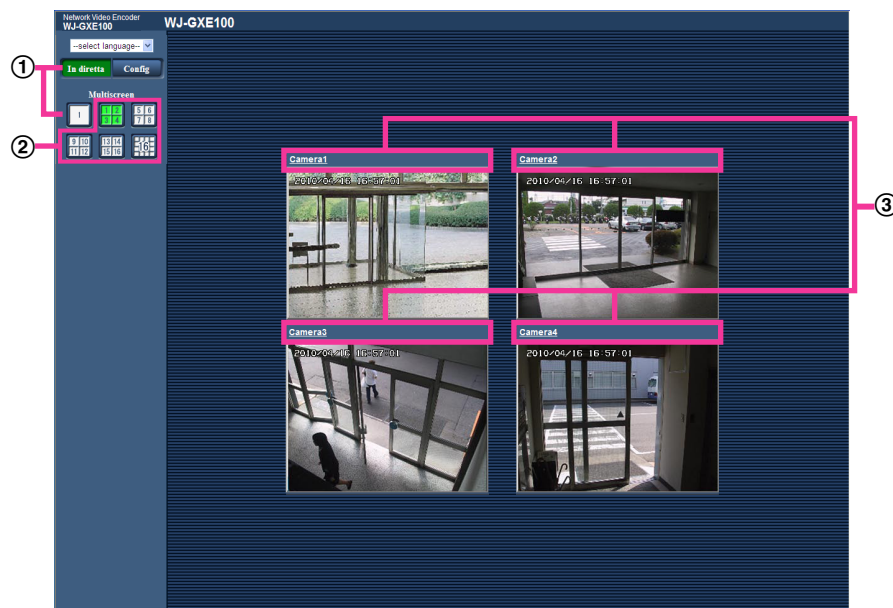 Network Video Encoder
WJ-GXE100
WJ-GXE100
--select language--
In diretta Config
Multiscreen
1
1 2
3 4
5 6
7 8
9 10
11 12
13 14
15 16
16
1
2
3
Camera1
2010/04/16 16:57:01
Camera2
2010/04/16 16:57:01
Camera3
2010/04/16 16:57:01
Camera4
2010/04/16 16:57:01